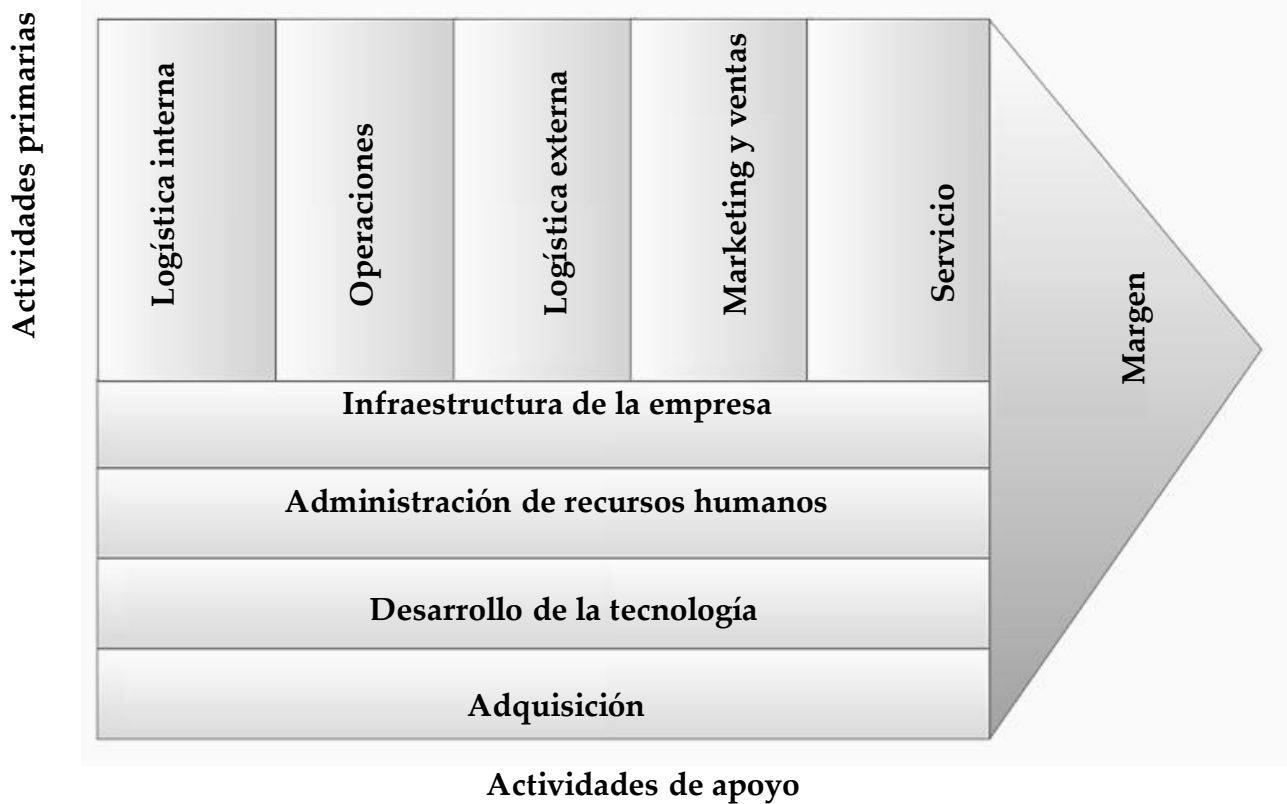 Actividades primarias
Logística interna
Operaciones
Logística externa
Marketing y ventas
Servicio
Margen
Infraestructura de la empresa
Administración de recursos humanos
Desarrollo de la tecnología
Adquisición
Actividades de apoyo